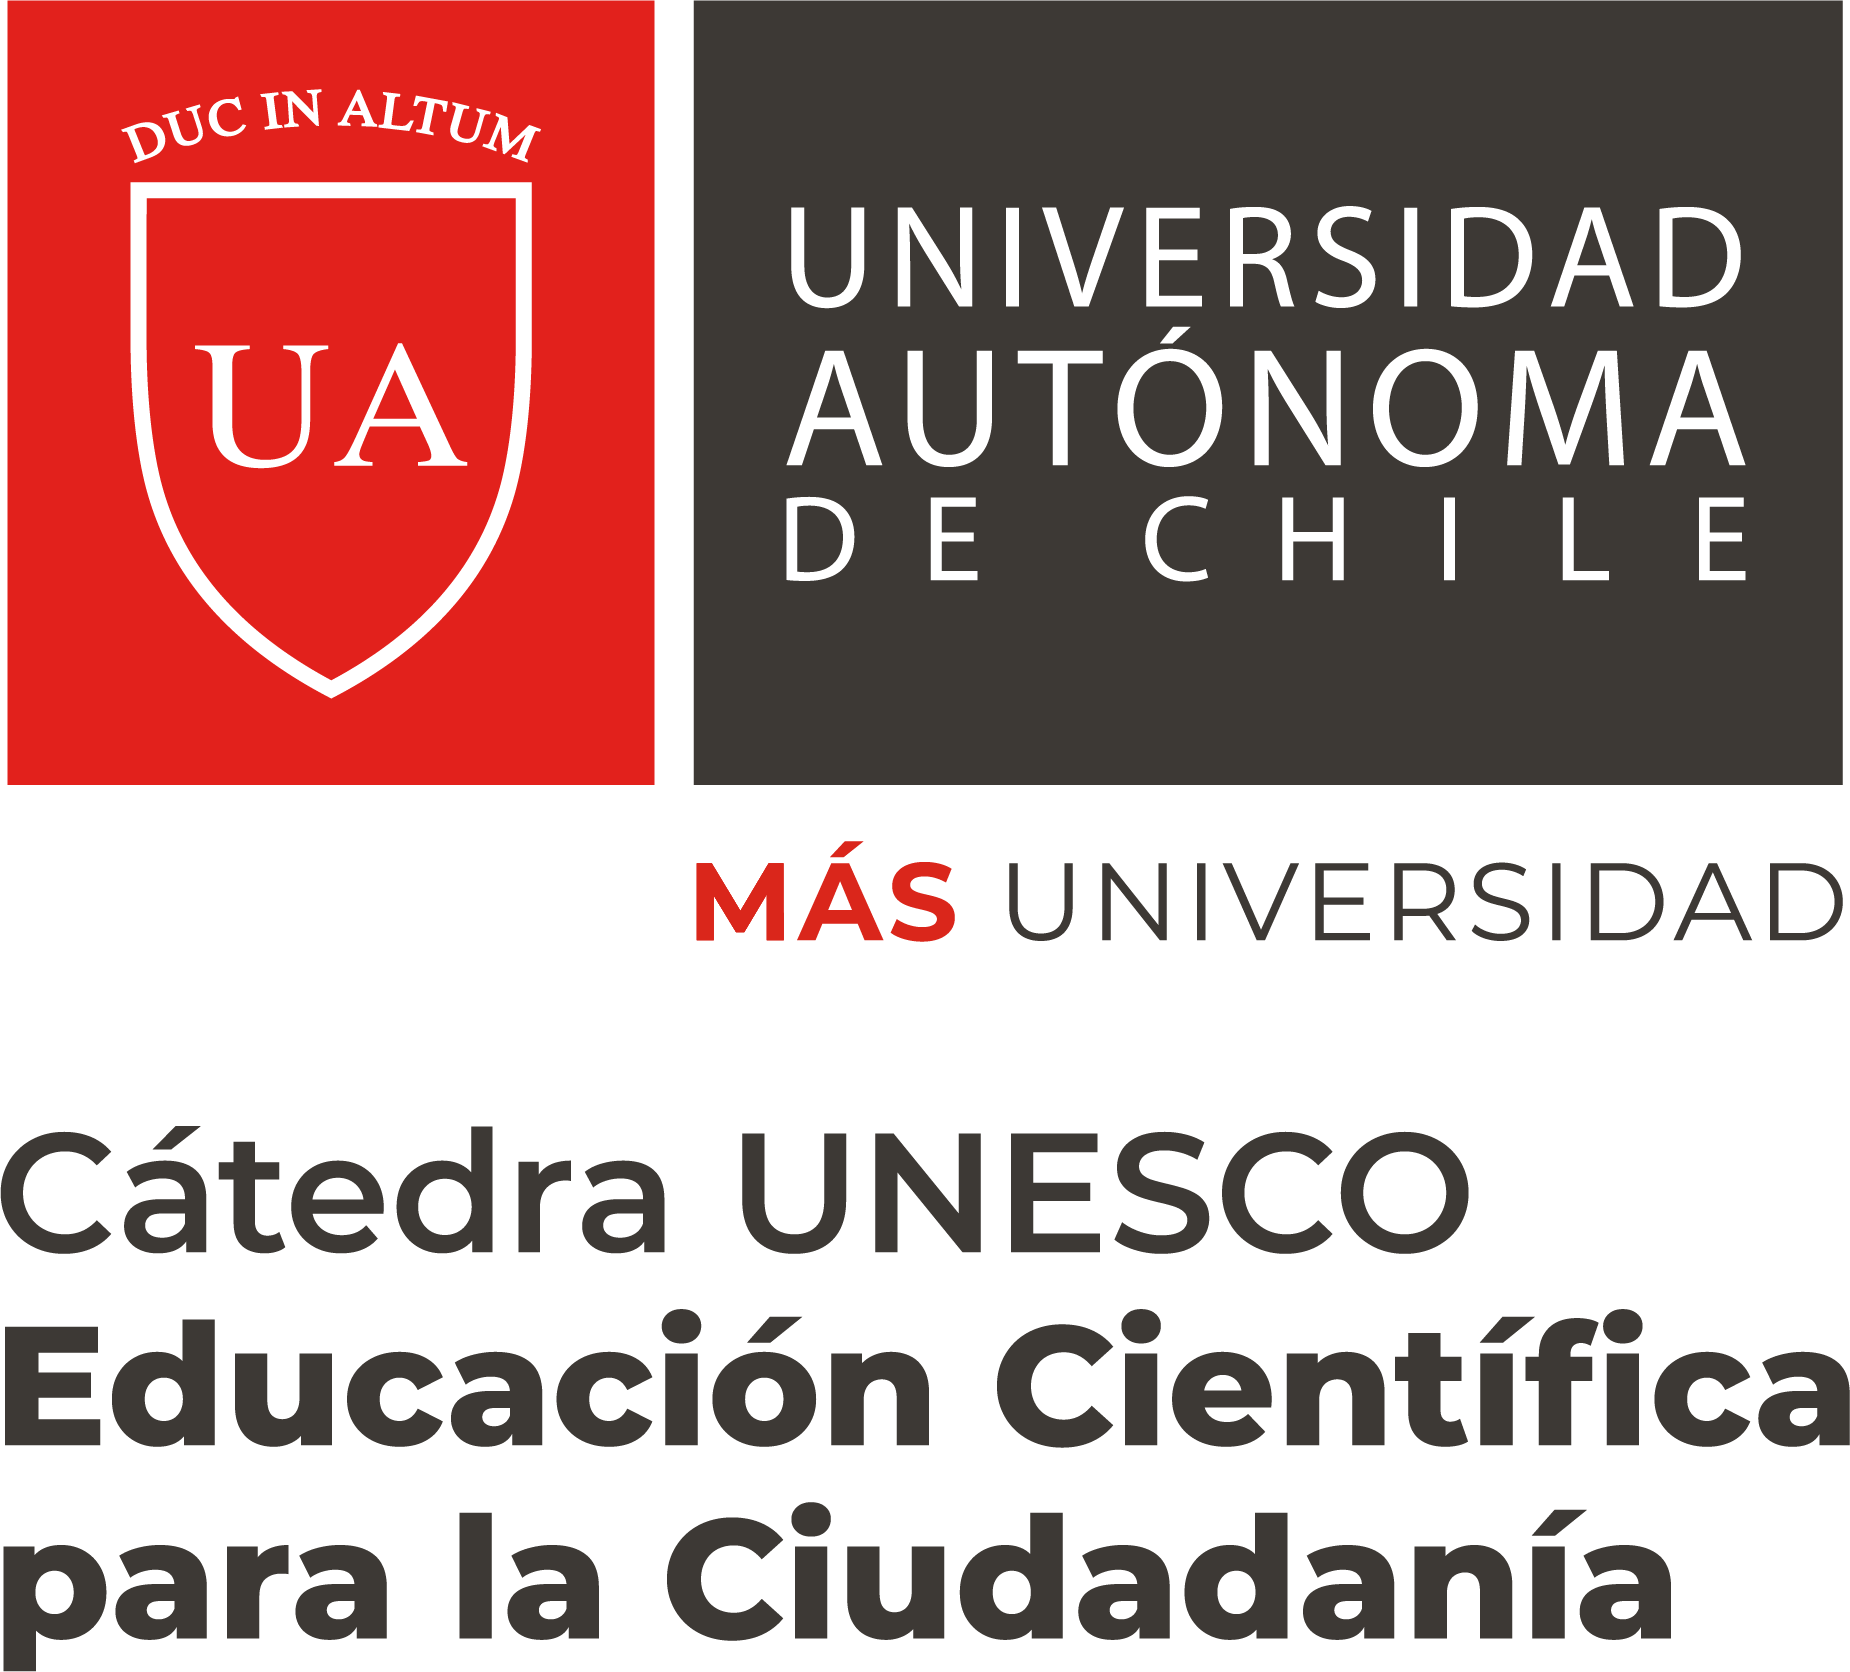 DUC IN ALTUM
UA
UNIVERSIDAD
AUTÓNOMA
DE CHILE
MÁS UNIVERSIDAD
Cátedra UNESCO
Educación Científica
para la Ciudadanía